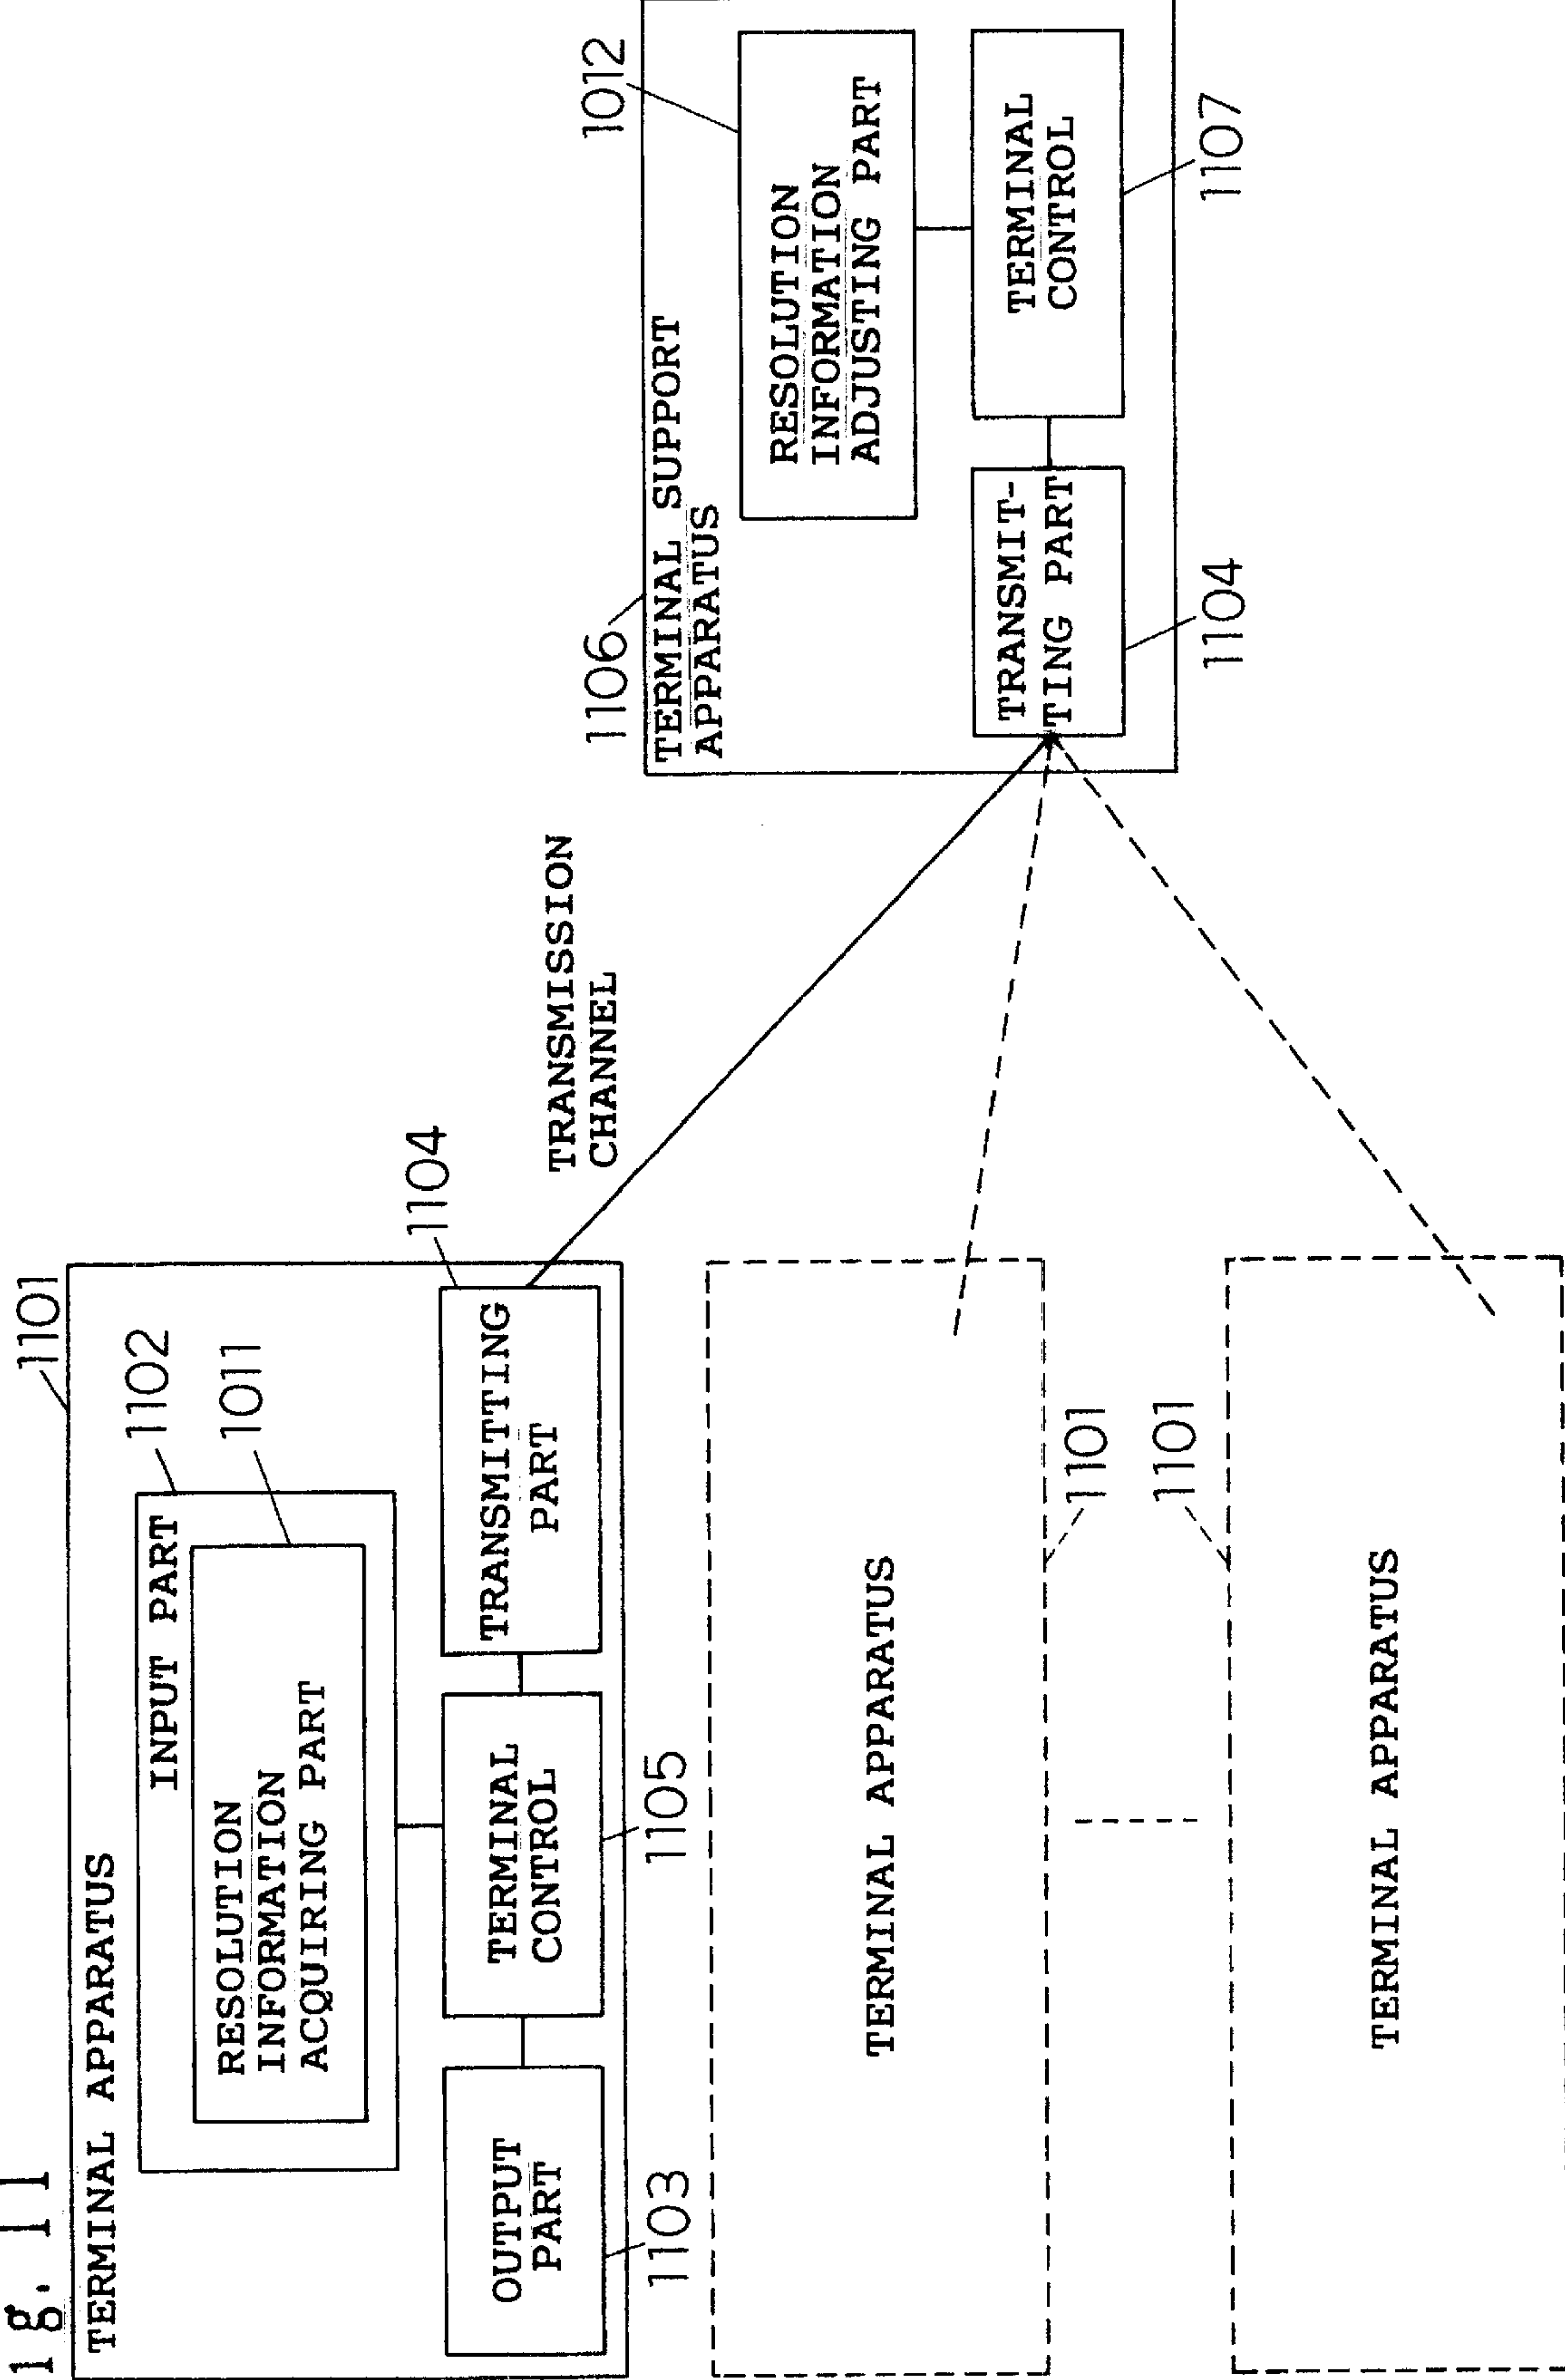 ig. 11
1101
TERMINAL APPARATUS
1102
INPUT PART
1011
RESOLUTION
INFORMATION
ACQUIRING PART
1104
OUTPUT
PART
TERMINAL
CONTROL
TRANSMITTING
PART
1103
1105
TRANSMISSION
CHANNEL
1106
TERMINAL SUPPORT
APPARATUS
1012
RESOLUTION
INFORMATION
ADJUSTING PART
TRANSMIT-
TING PART
TERMINAL
CONTROL
1104
1107
TERMINAL APPARATUS
1101
1101
TERMINAL APPARATUS